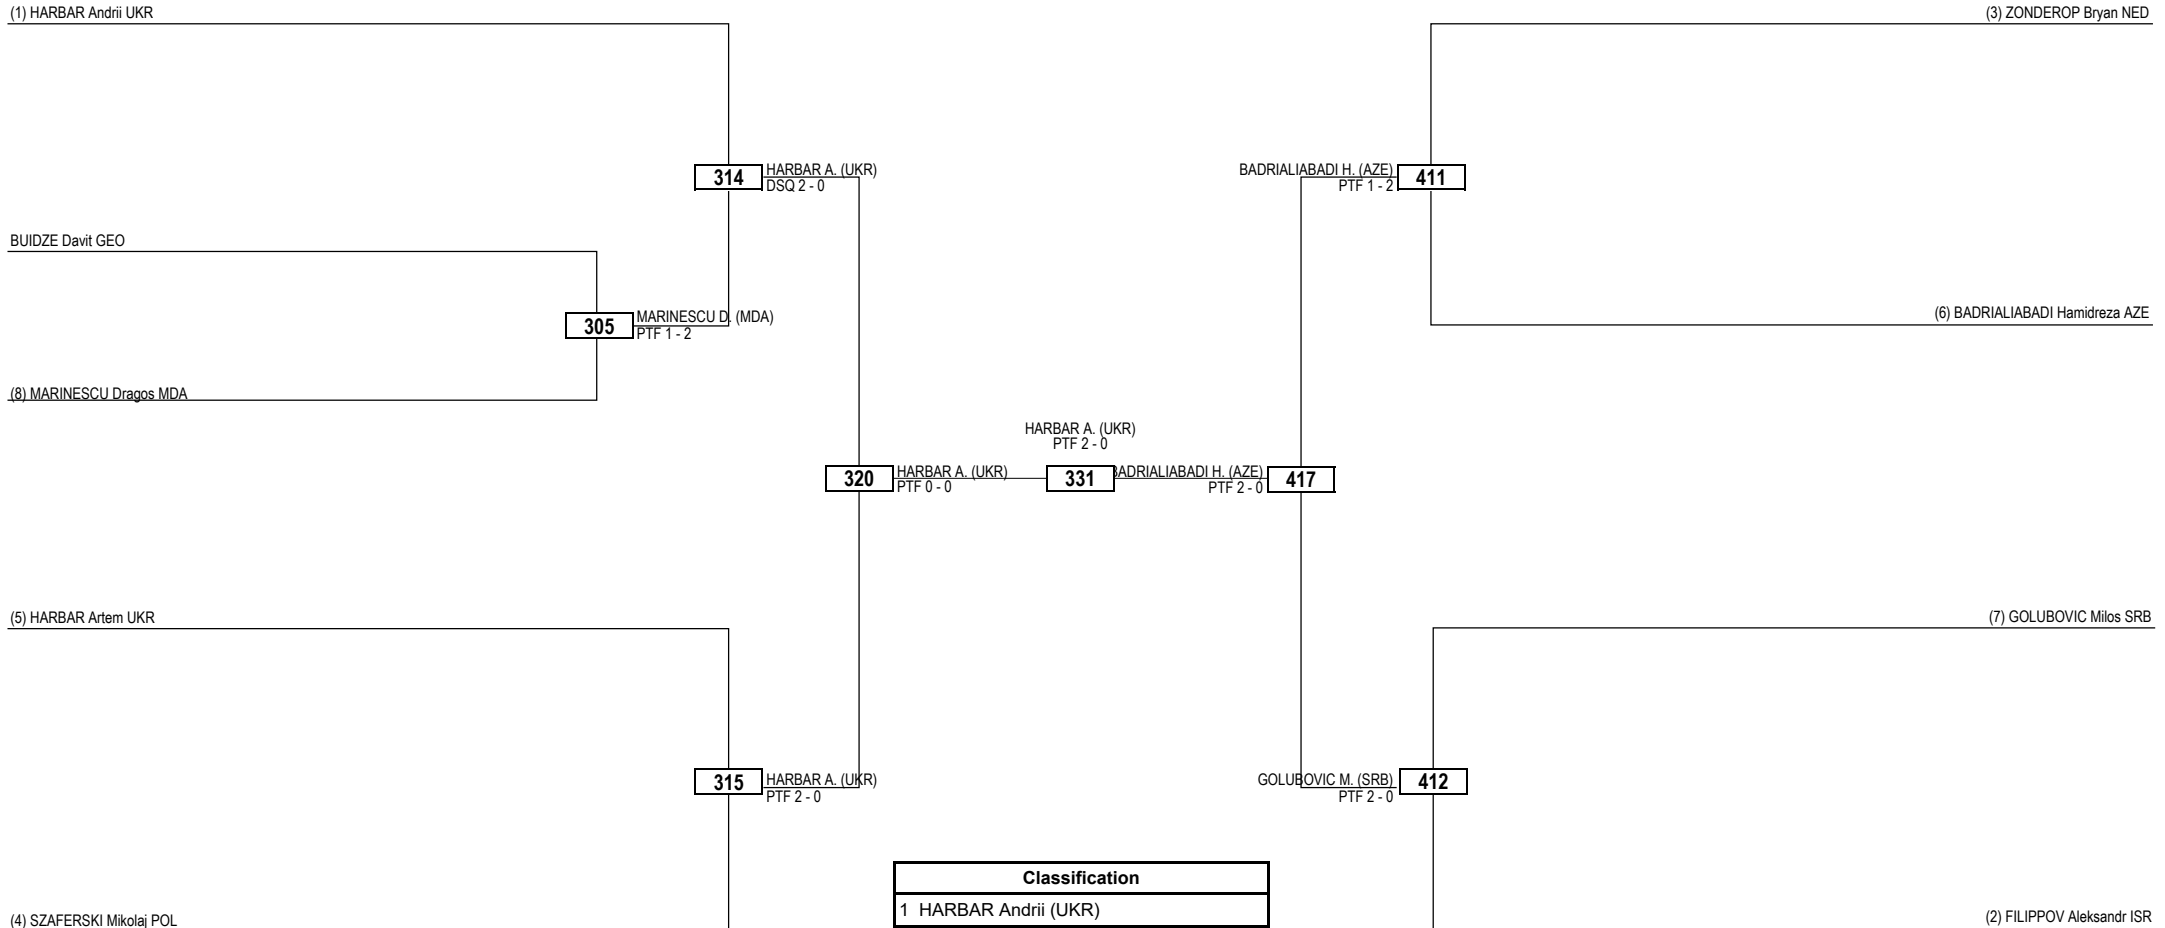 (1) HARBAR Andrii UKR
(3) ZONDEROP Bryan NED
314
HARBAR A. (UKR)
DSQ 2 - 0
BADRIALIABADI H. (AZE)
PTF 1 - 2
411
BUIDZE Davit GEO
305
MARINESCU D. (MDA)
PTF 1 - 2
(6) BADRIALIABADI Hamidreza AZE
(8) MARINESCU Dragos MDA
HARBAR A. (UKR)
PTF 2 - 0
320
HARBAR A. (UKR)
PTF 0 - 0
331
BADRIALIABADI H. (AZE)
PTF 2 - 0
417
(5) HARBAR Artem UKR
(7) GOLUBOVIC Milos SRB
315
HARBAR A. (UKR)
PTF 2 - 0
GOLUBOVIC M. (SRB)
PTF 2 - 0
412
Classification
1 HARBAR Andrii (UKR)
(4) SZAFERSKI Mikolaj POL
(2) FILIPPOV Aleksandr ISR